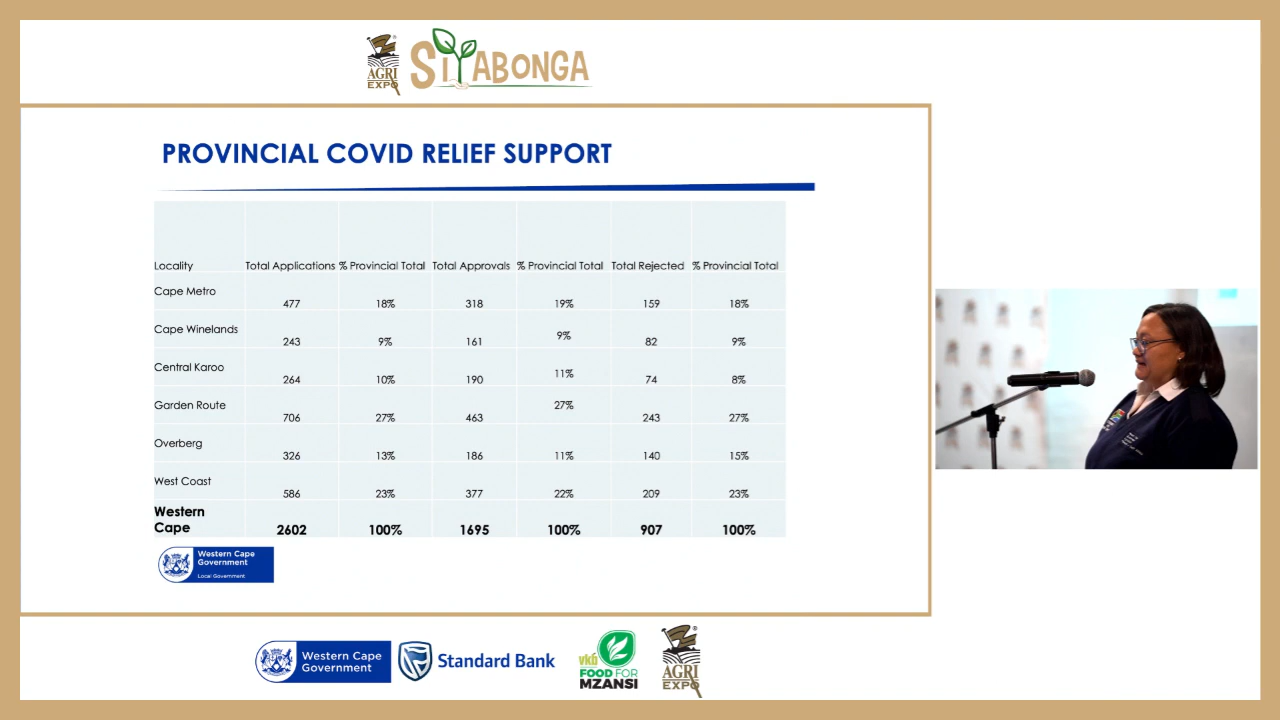 AGRI
EXPO
SIYABONGA
PROVINCIAL COVID RELIEF SUPPORT
Locality Total Applications % Provincial Total Total Approvals % Provincial Total Total Rejected % Provincial Total
Cape Metro 477 18% 318 19% 159 18%
Cape Winelands 243 9% 161 9% 82 9%
Central Karoo 264 10% 190 11% 74 8%
Garden Route 706 27% 463 27% 243 27%
Overberg 326 13% 186 11% 140 15%
West Coast 586 23% 377 22% 209 23%
Western
Cape 2602 100% 1695 100% 907 100%
Western Cape
Government
Local Government
Western Cape
Government
Standard Bank
vkb
FOOD FOR
MZANSI
AGRI
EXPO